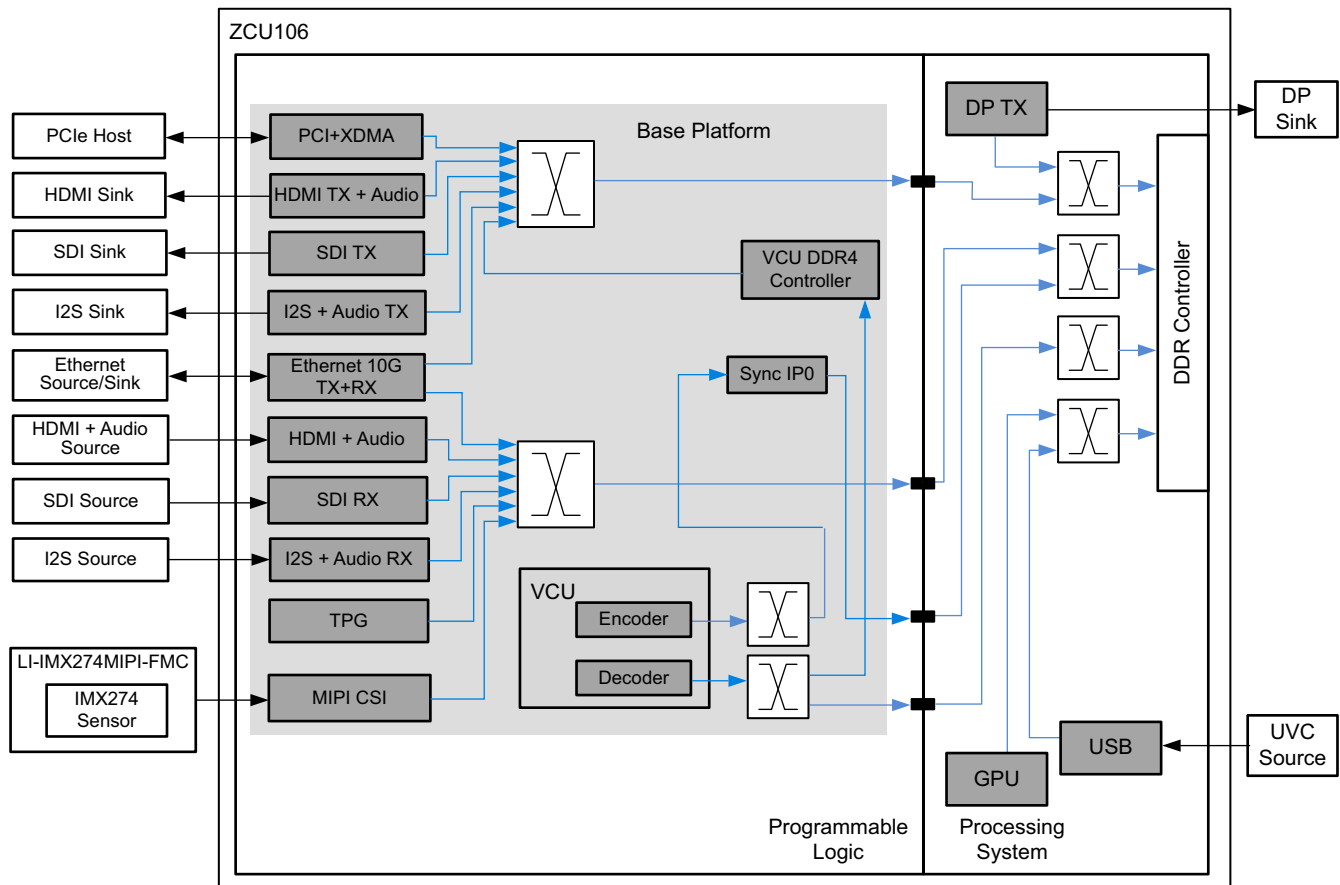 ZCU106
PCIe Host
HDMI Sink
SDI Sink
I2S Sink
Ethernet
Source/Sink
HDMI + Audio
Source
SDI Source
I2S Source
LI-IMX274MIPI-FMC
IMX274
Sensor
Base Platform
PCI+XDMA
HDMI TX + Audio
SDI TX
I2S + Audio TX
Ethernet 10G
TX+RX
HDMI + Audio
SDI RX
I2S + Audio RX
TPG
MIPI CSI
VCU DDR4
Controller
Sync IP0
VCU
Encoder
Decoder
Programmable
Logic
DP TX
DDR Controller
GPU
USB
Processing
System
DP
Sink
UVC
Source